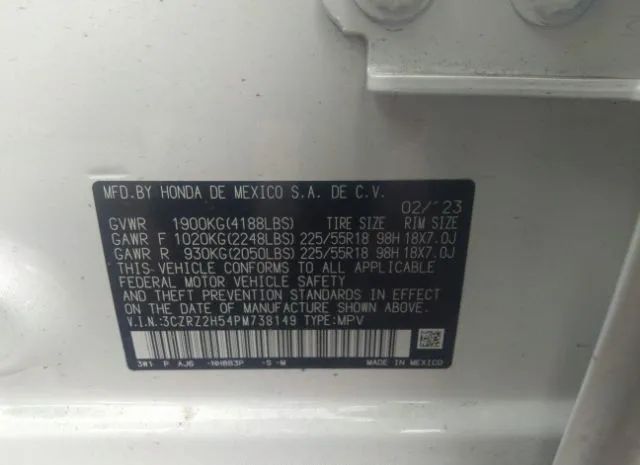 MFD.BY HONDA DE MEXICO S.A. DE C.V.
02/'23
GVWR 1900KG(4188LBS) TIRE SIZE RIM SIZE
GAWR F 1020KG(2248LBS) 225/55R18 98H 18X7.0J
GAWR R 930KG(2050LBS) 225/55R18 98H 18X7.0J
THIS VEHICLE CONFORMS TO ALL APPLICABLE
FEDERAL MOTOR VEHICLE SAFETY
AND THEFT PREVENTION STANDARDS IN EFFECT
ON THE DATE OF MANUFACTURE SHOWN ABOVE.
V.I.N.:3CZRZ2H54PM738149 TYPE:MPV
3W1 P AJ6 -NH883P -S -M
MADE IN MEXICO